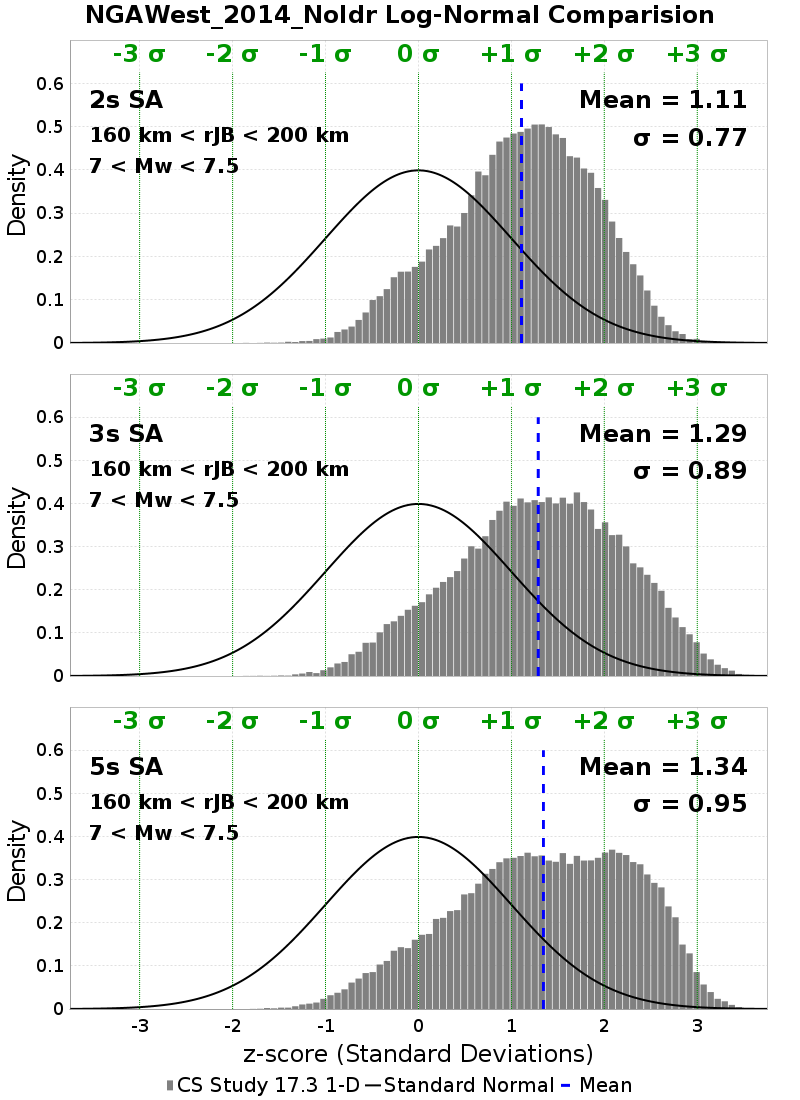 NGAWest_2014_NoIdr Log-Normal Comparision
-3 σ -2 σ -1 σ 0 σ +1 σ +2 σ +3 σ
0.6
2s SA Mean = 1.11
0.5
160 km < rJB < 200 km σ = 0.77
7 < Mw < 7.5
0.4
Density
0.3
0.2
0.1
0
-3 σ -2 σ -1 σ 0 σ +1 σ +2 σ +3 σ
0.6
3s SA Mean = 1.29
0.5
160 km < rJB < 200 km σ = 0.89
7 < Mw < 7.5
0.4
Density
0.3
0.2
0.1
0
-3 σ -2 σ -1 σ 0 σ +1 σ +2 σ +3 σ
0.6
5s SA Mean = 1.34
0.5
160 km < rJB < 200 km σ = 0.95
7 < Mw < 7.5
0.4
Density
0.3
0.2
0.1
0
-3 -2 -1 0 1 2 3
z-score (Standard Deviations)
CS Study 17.3 1-D Standard Normal Mean